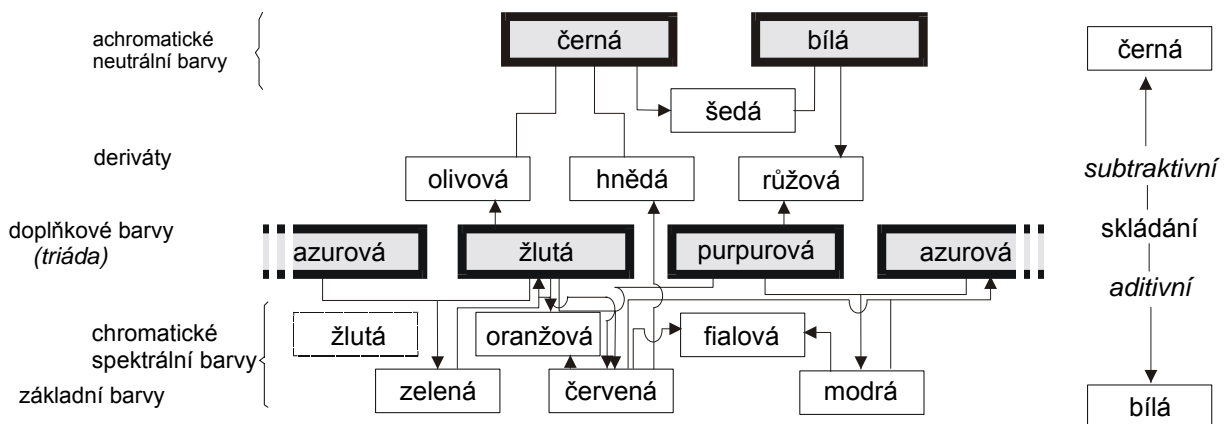 achromatické
neutrální barvy
černá
bílá
černá
šedá
deriváty
olivová
hnědá
růžová
subtraktivní
doplňkové barvy
(triáda)
azurová
žlutá
purpurová
azurová
skládání
aditivní
chromatické
spektrální barvy
žlutá
oranžová
fialová
základní barvy
zelená
červená
modrá
bílá